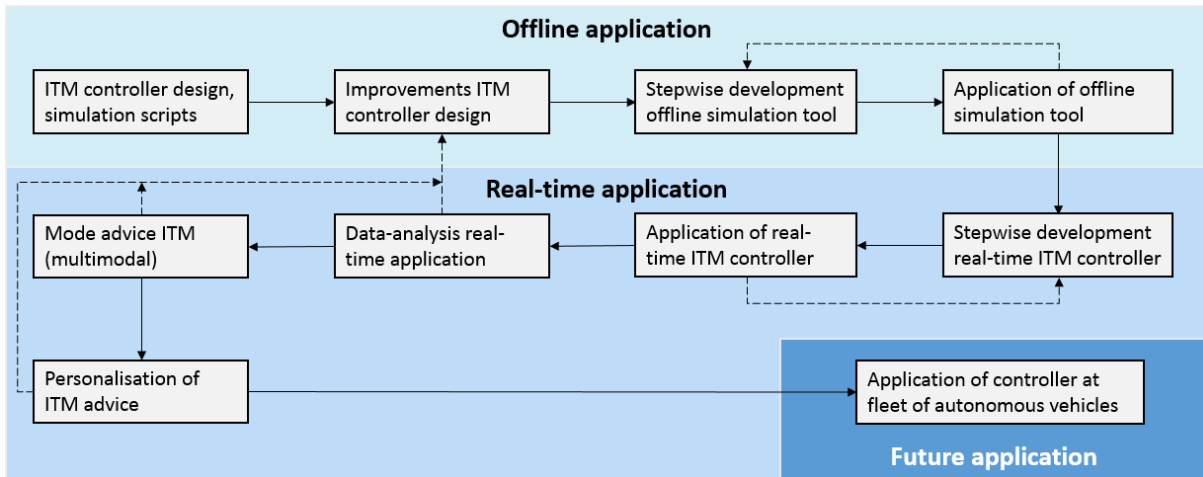 Offline application
ITM controller design,
simulation scripts
Improvements ITM
controller design
Stepwise development
offline simulation tool
Application of offline
simulation tool
Real-time application
Mode advice ITM
(multimodal)
Data-analysis real-
time application
Application of real-
time ITM controller
Stepwise development
real-time ITM controller
Personalisation of
ITM advice
Application of controller at
fleet of autonomous vehicles
Future application